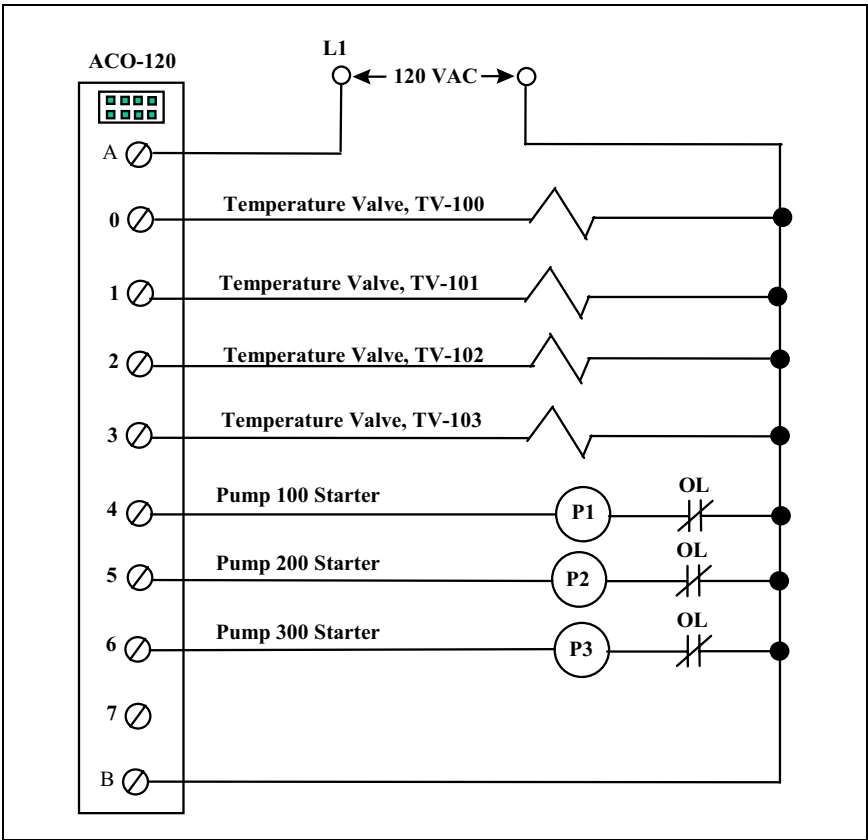 L1
ACO-120
120 VAC
A
0 Temperature Valve, TV-100
1 Temperature Valve, TV-101
2 Temperature Valve, TV-102
3 Temperature Valve, TV-103
4 Pump 100 Starter P1 OL
5 Pump 200 Starter P2 OL
6 Pump 300 Starter P3 OL
7
B